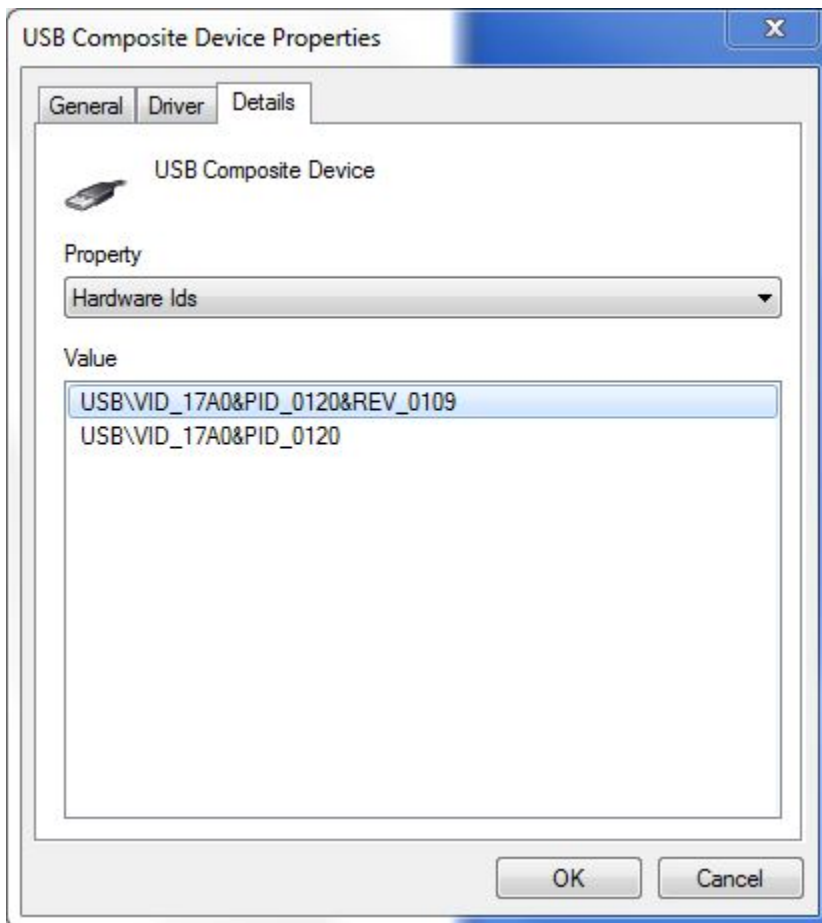 USB Composite Device Properties
General Driver Details
USB Composite Device
Property
Hardware Ids
Value
USB\VID_17A0&PID_0120&REV_0109
USB\VID_17A0&PID_0120
OK Cancel